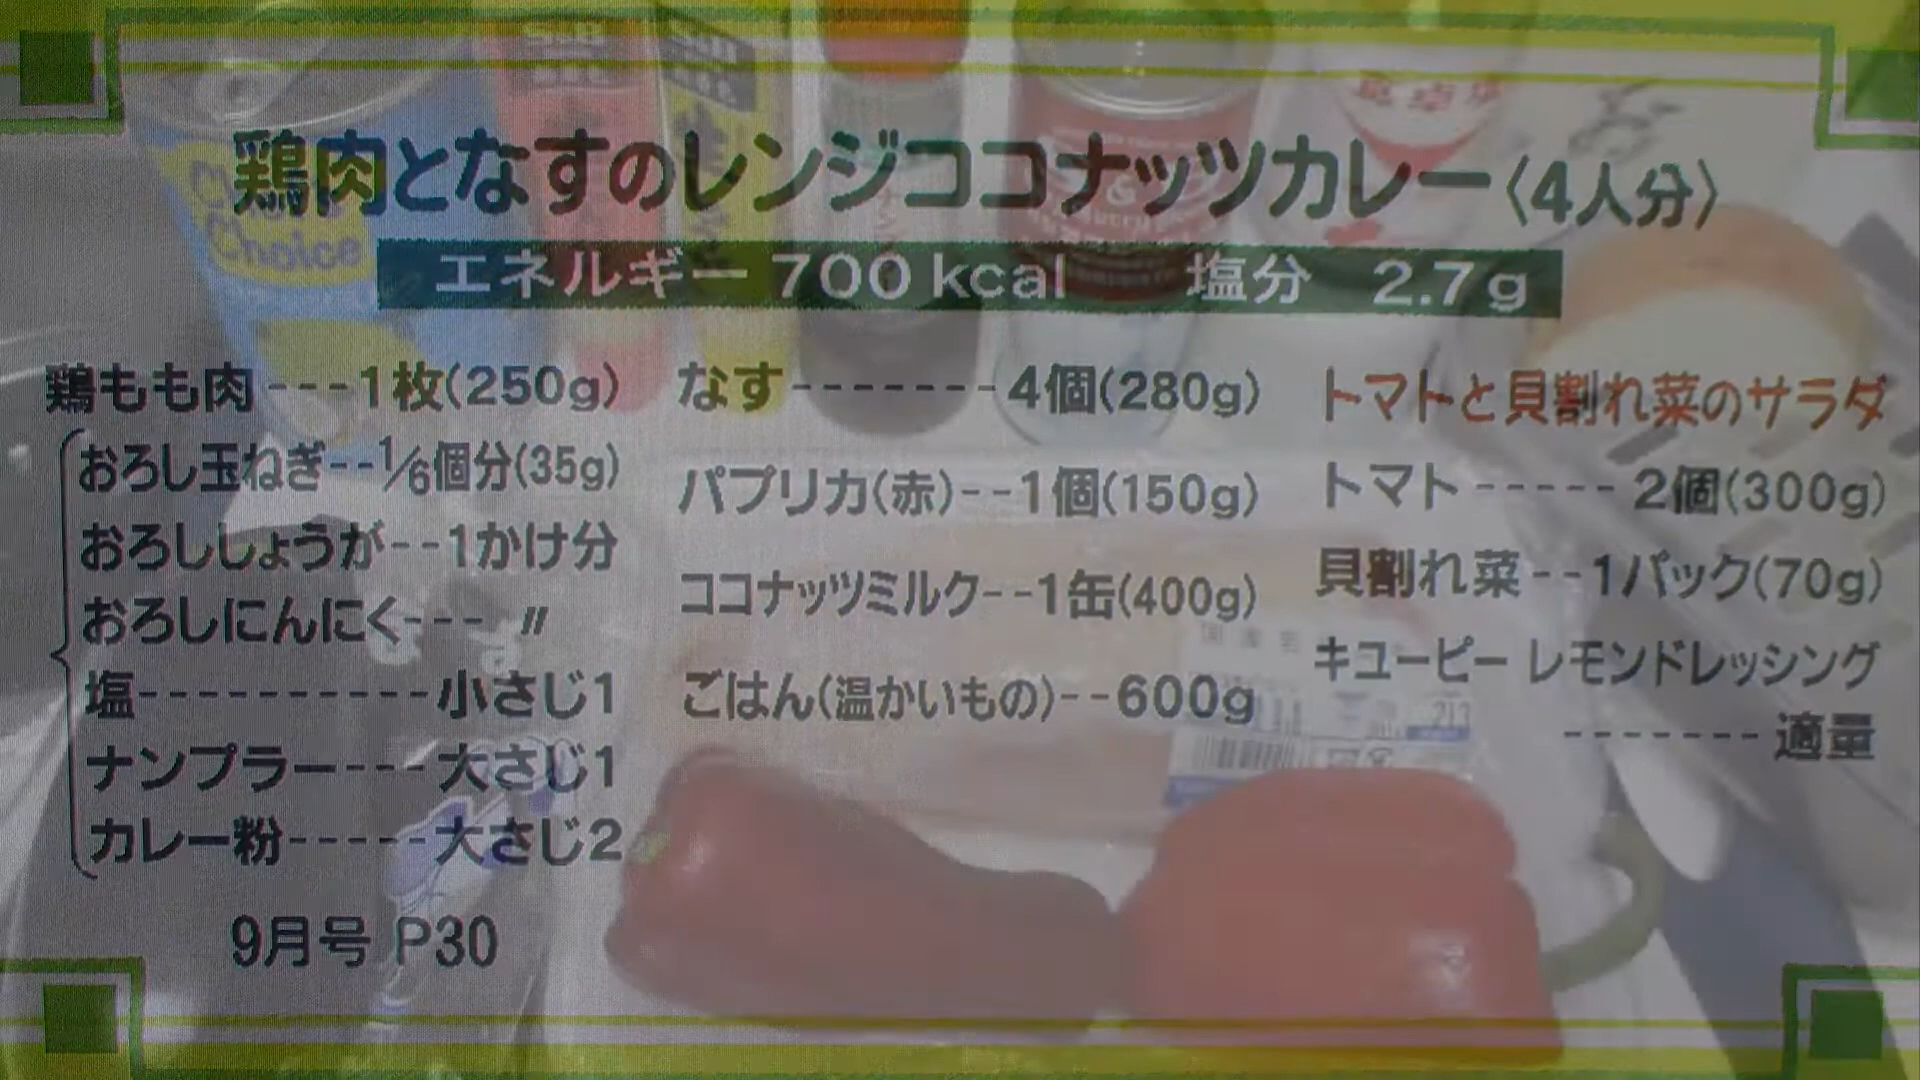 鶏肉となすのレンジココナッツカレー〈4人分〉
エネルギー 700 kcal 塩分 2.7g
鶏もも肉---1枚(250g)
おろし玉ねぎ--1/6個分(35g)
おろししょうが--1かけ分
おろしにんにく--- 〃
塩-----------小さじ1
ナンプラー---大さじ1
カレー粉-----大さじ2
9月号 P30
なす-------4個(280g)
パプリカ(赤)--1個(150g)
ココナッツミルク--1缶(400g)
ごはん(温かいもの)--600g
トマトと貝割れ菜のサラダ
トマト-----2個(300g)
貝割れ菜--1パック(70g)
キユーピー レモンドレッシング
-------適量
Choice
S&B
213